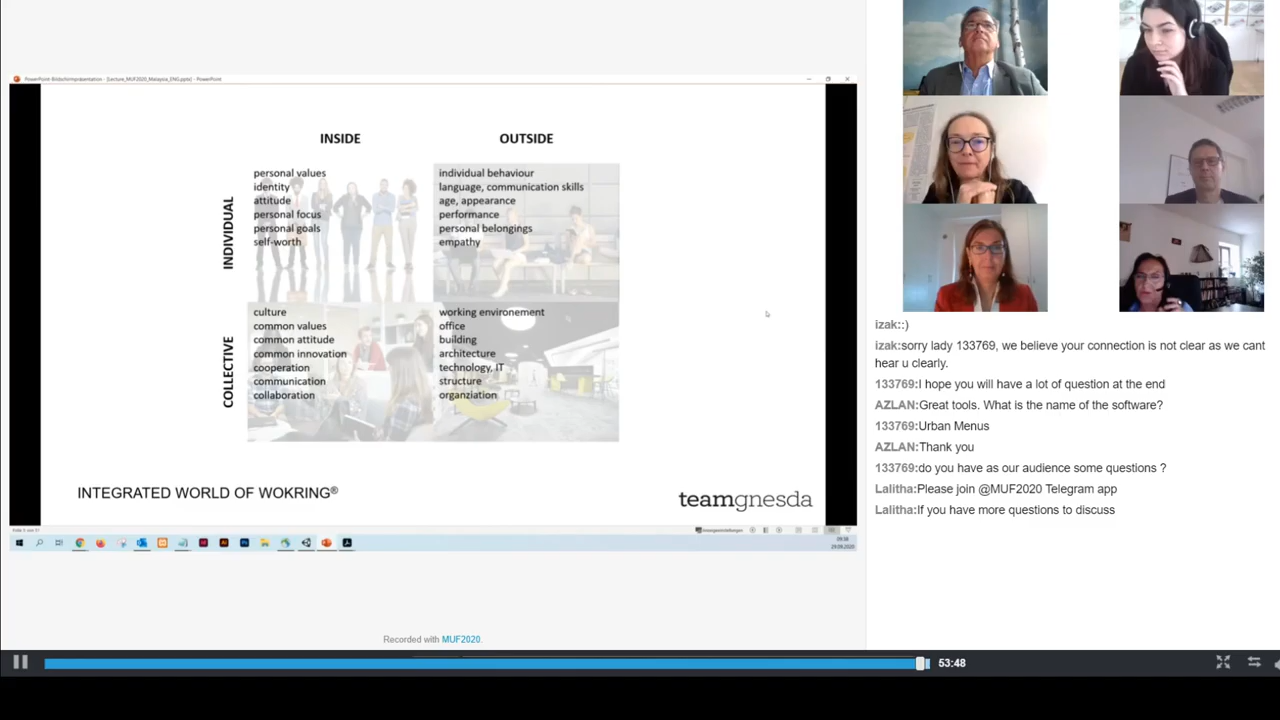 PowerPoint-Bildschirmpräsentation - [Lecture_MUF2020_Malaysia_ENG.pptx] - PowerPoint
INSIDE
OUTSIDE
INDIVIDUAL
personal values
identity
attitude
personal focus
personal goals
self-worth
individual behaviour
language, communication skills
age, appearance
performance
personal belongings
empathy
COLLECTIVE
culture
common values
common attitude
common innovation
cooperation
communication
collaboration
working environement
office
building
architecture
technology, IT
structure
organziation
INTEGRATED WORLD OF WOKRING®
teamgnesda
Recorded with MUF2020.
53:48
izak::)
izak:sorry lady 133769, we believe your connection is not clear as we cant
hear u clearly.
133769:I hope you will have a lot of question at the end
AZLAN:Great tools. What is the name of the software?
133769:Urban Menus
AZLAN:Thank you
133769:do you have as our audience some questions ?
Lalitha:Please join @MUF2020 Telegram app
Lalitha:If you have more questions to discuss